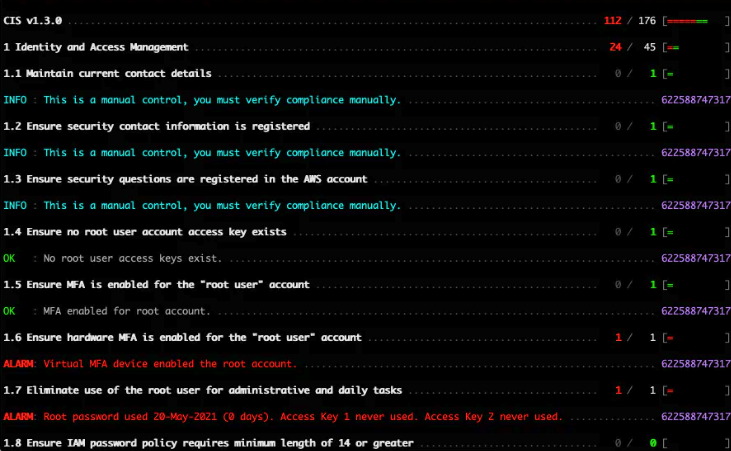 CIS v1.3.0 ........ 112 / 176 [======= ]
1 Identity and Access Management ........ 24 / 45 [== ]
1.1 Maintain current contact details ........ 0 / 1 [= ]
INFO : This is a manual control, you must verify compliance manually. ........ 622588747317
1.2 Ensure security contact information is registered ........ 0 / 1 [= ]
INFO : This is a manual control, you must verify compliance manually. ........ 622588747317
1.3 Ensure security questions are registered in the AWS account ........ 0 / 1 [= ]
INFO : This is a manual control, you must verify compliance manually. ........ 622588747317
1.4 Ensure no root user account access key exists ........ 0 / 1 [= ]
OK : No root user access keys exist. ........ 622588747317
1.5 Ensure MFA is enabled for the "root user" account ........ 0 / 1 [= ]
OK : MFA enabled for root account. ........ 622588747317
1.6 Ensure hardware MFA is enabled for the "root user" account ........ 1 / 1 [= ]
ALARM: Virtual MFA device enabled the root account. ........ 622588747317
1.7 Eliminate use of the root user for administrative and daily tasks ........ 1 / 1 [= ]
ALARM: Root password used 20-May-2021 (0 days). Access Key 1 never used. Access Key 2 never used. ........ 622588747317
1.8 Ensure IAM password policy requires minimum length of 14 or greater ........ 0 / 0 [ ]